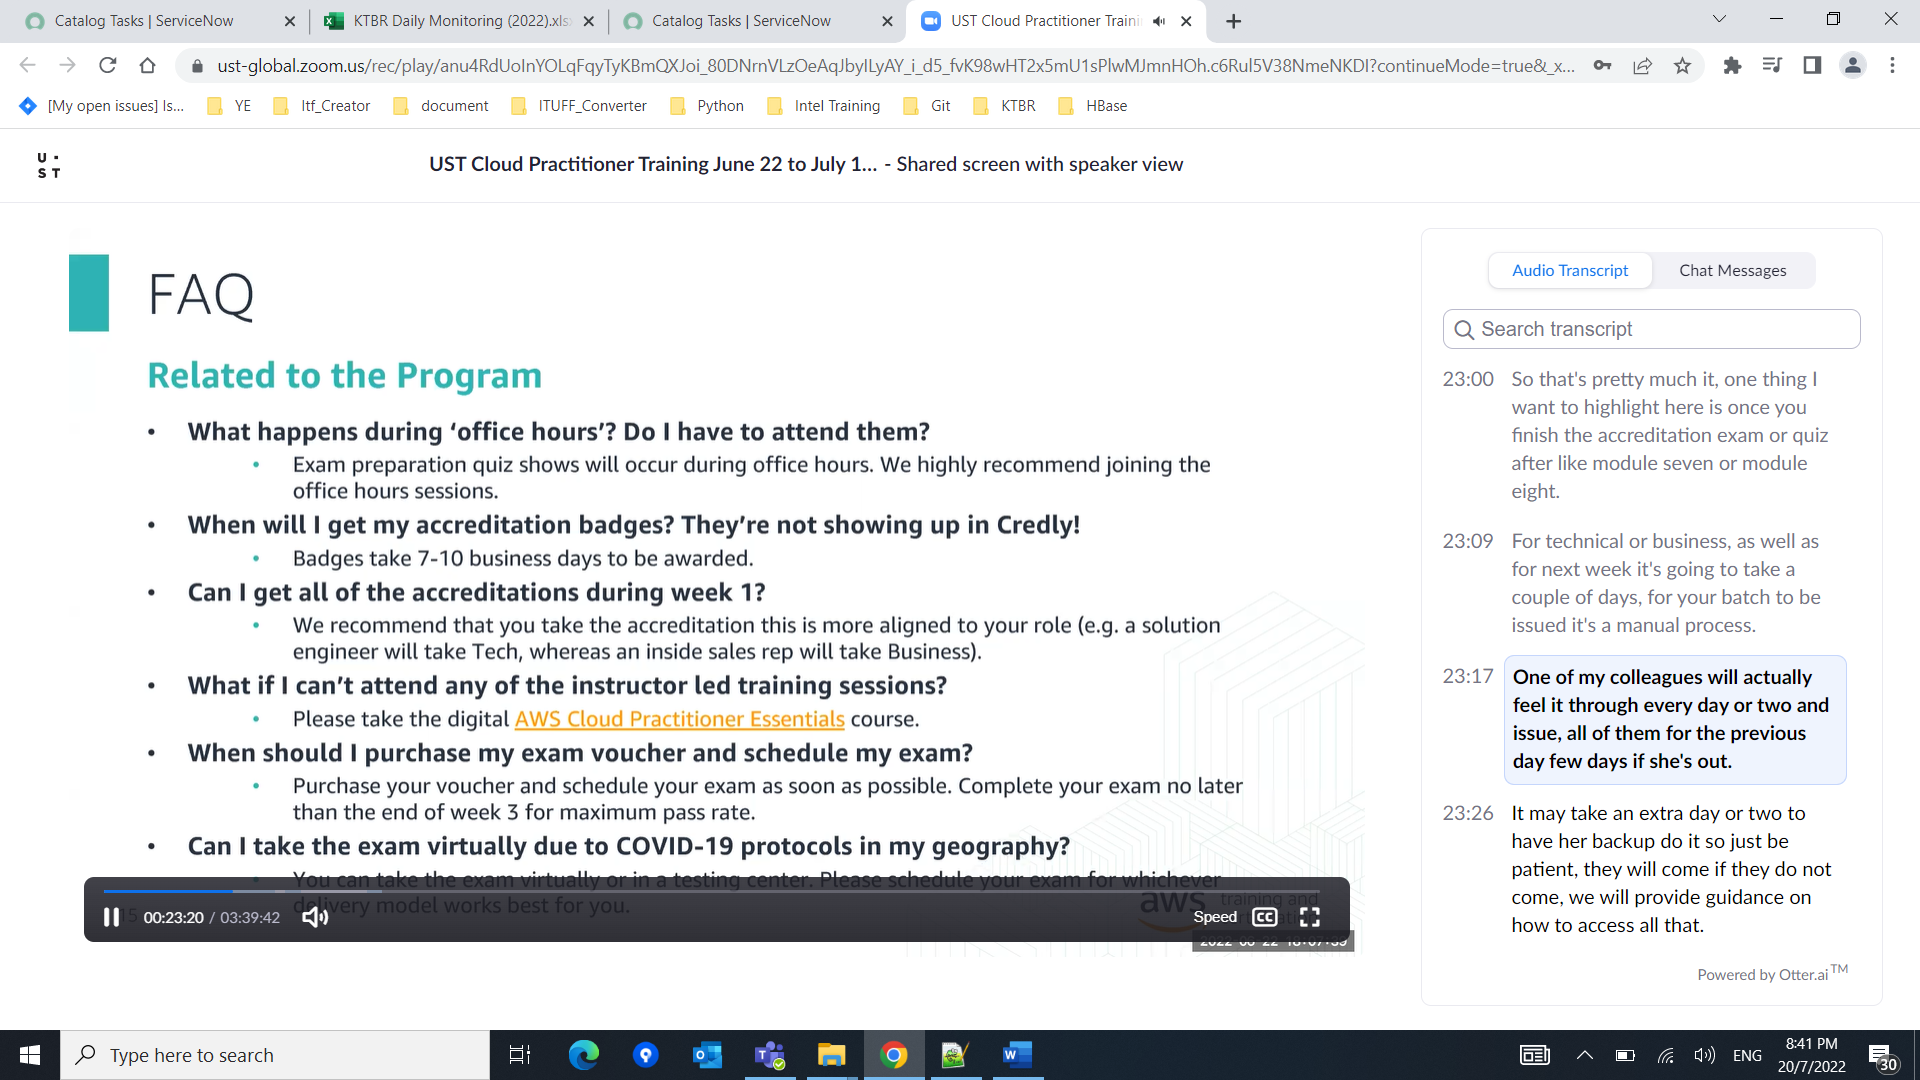 Catalog Tasks | ServiceNow
KTBR Daily Monitoring (2022).xls
Catalog Tasks | ServiceNow
UST Cloud Practitioner Traini
ust-global.zoom.us/rec/play/anu4RdUoInYOLqFqyTyKBmQXJoi_80DNrnVLzOeAqJbyILyAY_i_d5_fvK98wHT2x5mU1sPlwMJmnHOh.c6Rul5V38NmeNKDI?continueMode=true&_x...
[My open issues] Is...
YE
Itf_Creator
document
ITUFF_Converter
Python
Intel Training
Git
KTBR
HBase
U
ST
UST Cloud Practitioner Training June 22 to July 1... - Shared screen with speaker view
FAQ
Related to the Program
• What happens during ‘office hours’? Do I have to attend them?
• Exam preparation quiz shows will occur during office hours. We highly recommend joining the
office hours sessions.
• When will I get my accreditation badges? They’re not showing up in Credly!
• Badges take 7-10 business days to be awarded.
• Can I get all of the accreditations during week 1?
• We recommend that you take the accreditation this is more aligned to your role (e.g. a solution
engineer will take Tech, whereas an inside sales rep will take Business).
• What if I can’t attend any of the instructor led training sessions?
• Please take the digital AWS Cloud Practitioner Essentials course.
• When should I purchase my exam voucher and schedule my exam?
• Purchase your voucher and schedule your exam as soon as possible. Complete your exam no later
than the end of week 3 for maximum pass rate.
• Can I take the exam virtually due to COVID-19 protocols in my geography?
You can take the exam virtually or in a testing center. Please schedule your exam for whichever
delivery model works best for you.
15
aws training and
00:23:20 / 03:39:42
Speed
CC
2022-06-22 18:07:39
Audio Transcript
Chat Messages
Search transcript
23:00 So that's pretty much it, one thing I
want to highlight here is once you
finish the accreditation exam or quiz
after like module seven or module
eight.
23:09 For technical or business, as well as
for next week it's going to take a
couple of days, for your batch to be
issued it's a manual process.
23:17 One of my colleagues will actually
feel it through every day or two and
issue, all of them for the previous
day few days if she's out.
23:26 It may take an extra day or two to
have her backup do it so just be
patient, they will come if they do not
come, we will provide guidance on
how to access all that.
Powered by Otter.ai TM
Type here to search
ENG
8:41 PM
20/7/2022
30